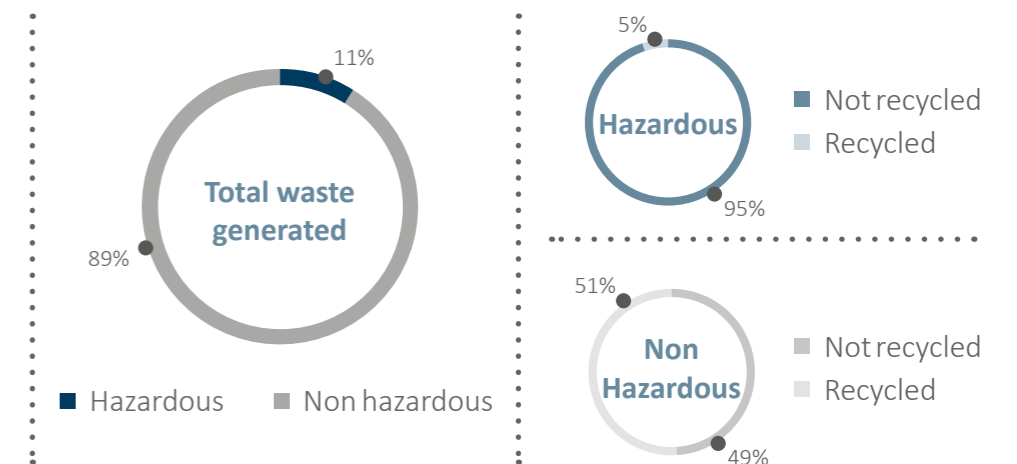 11%
Total waste
generated
89%
Hazardous
Non hazardous
5%
Hazardous
95%
Not recycled
Recycled
51%
Non
Hazardous
49%
Not recycled
Recycled